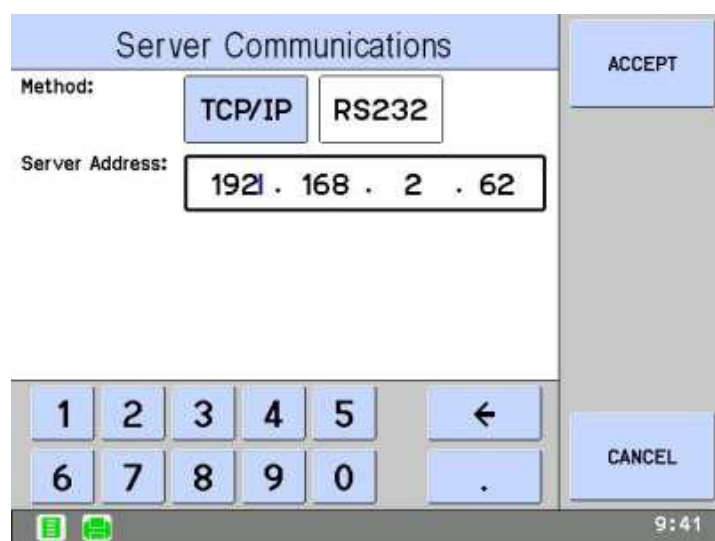 Server Communications
ACCEPT
Method:
TCP/IP RS232
Server Address:
192 . 168 . 2 . 62
1 2 3 4 5 ←
6 7 8 9 0 .
CANCEL
9:41